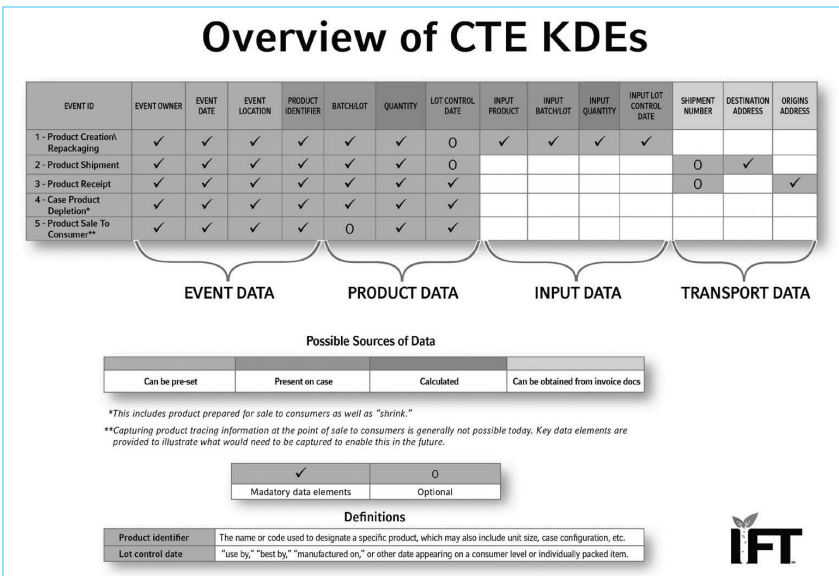 Overview of CTE KDEs
EVENT ID EVENT OWNER EVENT DATE EVENT LOCATION PRODUCT IDENTIFIER BATCH/LOT QUANTITY LOT CONTROL DATE INPUT PRODUCT INPUT BATCH/LOT INPUT QUANTITY INPUT LOT CONTROL DATE SHIPMENT NUMBER DESTINATION ADDRESS ORIGINS ADDRESS
1 - Product Creation\ Repackaging ✓ ✓ ✓ ✓ ✓ ✓ O ✓ ✓ ✓ ✓
2 - Product Shipment ✓ ✓ ✓ ✓ ✓ ✓ O O ✓
3 - Product Receipt ✓ ✓ ✓ ✓ ✓ ✓ ✓ O ✓
4 - Case Product Depletion* ✓ ✓ ✓ ✓ ✓ ✓ ✓
5 - Product Sale To Consumer** ✓ ✓ ✓ ✓ O ✓ ✓
EVENT DATA PRODUCT DATA INPUT DATA TRANSPORT DATA
Possible Sources of Data
Can be pre-set Present on case Calculated Can be obtained from invoice docs
*This includes product prepared for sale to consumers as well as "shrink."
**Capturing product tracing information at the point of sale to consumers is generally not possible today. Key data elements are
provided to illustrate what would need to be captured to enable this in the future.
✓ O
Madatory data elements Optional
Definitions
Product identifier The name or code used to designate a specific product, which may also include unit size, case configuration, etc.
Lot control date "use by," "best by," "manufactured on," or other date appearing on a consumer level or individually packed item.
IFT